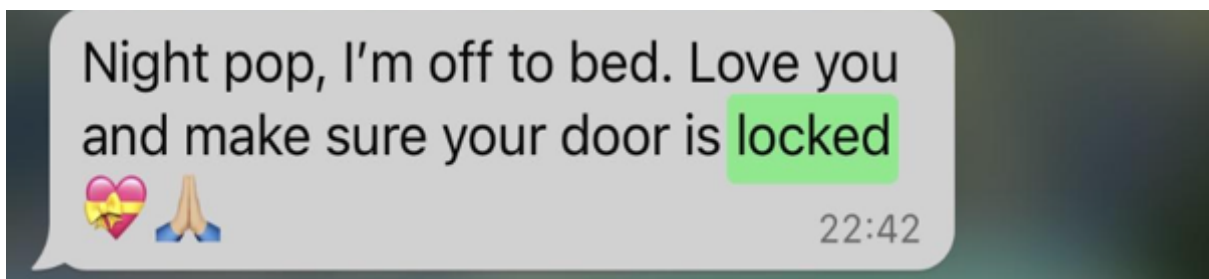 Night pop, I’m off to bed. Love you
and make sure your door is locked
💝🙏🏼
22:42